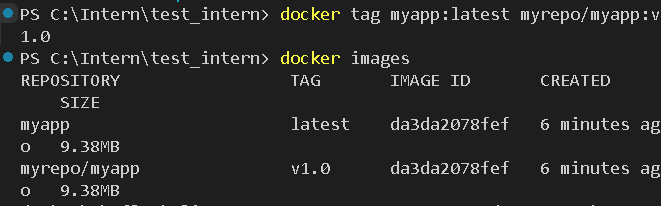 PS C:\Intern\test_intern> docker tag myapp:latest myrepo/myapp:v
1.0
PS C:\Intern\test_intern> docker images
REPOSITORY TAG IMAGE ID CREATED
SIZE
myapp latest da3da2078fef 6 minutes ag
o 9.38MB
myrepo/myapp v1.0 da3da2078fef 6 minutes ag
o 9.38MB